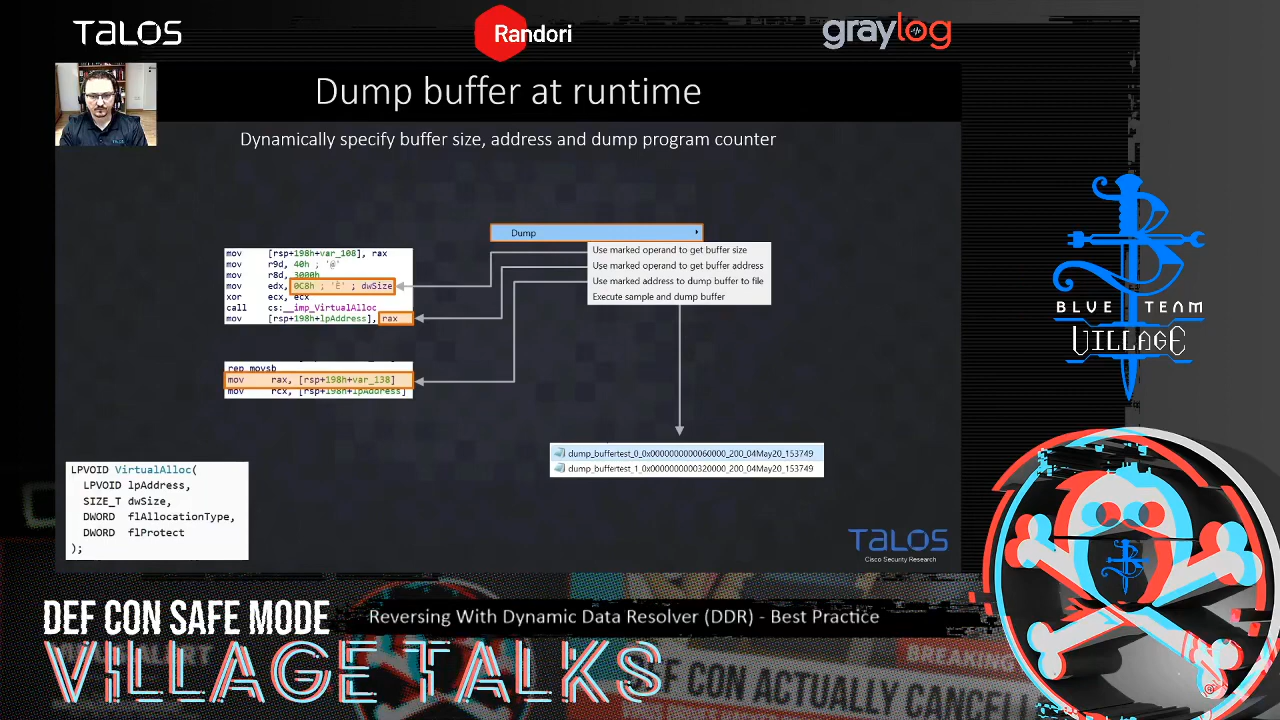 TALOS
Randori
graylog
Dump buffer at runtime
Dynamically specify buffer size, address and dump program counter
Dump
Use marked operand to get buffer size
Use marked operand to get buffer address
Use marked address to dump buffer to file
Execute sample and dump buffer
mov [rsp+198h+var_108], rax
mov r9d, 40h ; '@'
mov r8d, 3000h
mov edx, 0C8h ; 'È' ; dwSize
xor ecx, ecx
call cs:__imp_VirtualAlloc
mov [rsp+198h+lpAddress], rax
rep movsb
mov rax, [rsp+198h+var_138]
mov rcx, [rsp+198h+lpAddress]
dump_buffertest_0_0x0000000000060000_200_04May20_153749
dump_buffertest_1_0x0000000000320000_200_04May20_153749
LPVOID VirtualAlloc(
LPVOID lpAddress,
SIZE_T dwSize,
DWORD flAllocationType,
DWORD flProtect
);
TALOS
Cisco Security Research
BLUE TEAM
VILLAGE
DEF CON SAFE MODE
VILLAGE TALKS
Reversing With Dynamic Data Resolver (DDR) - Best Practice
BREAKING
DEF CON ACTUALLY CANCELL